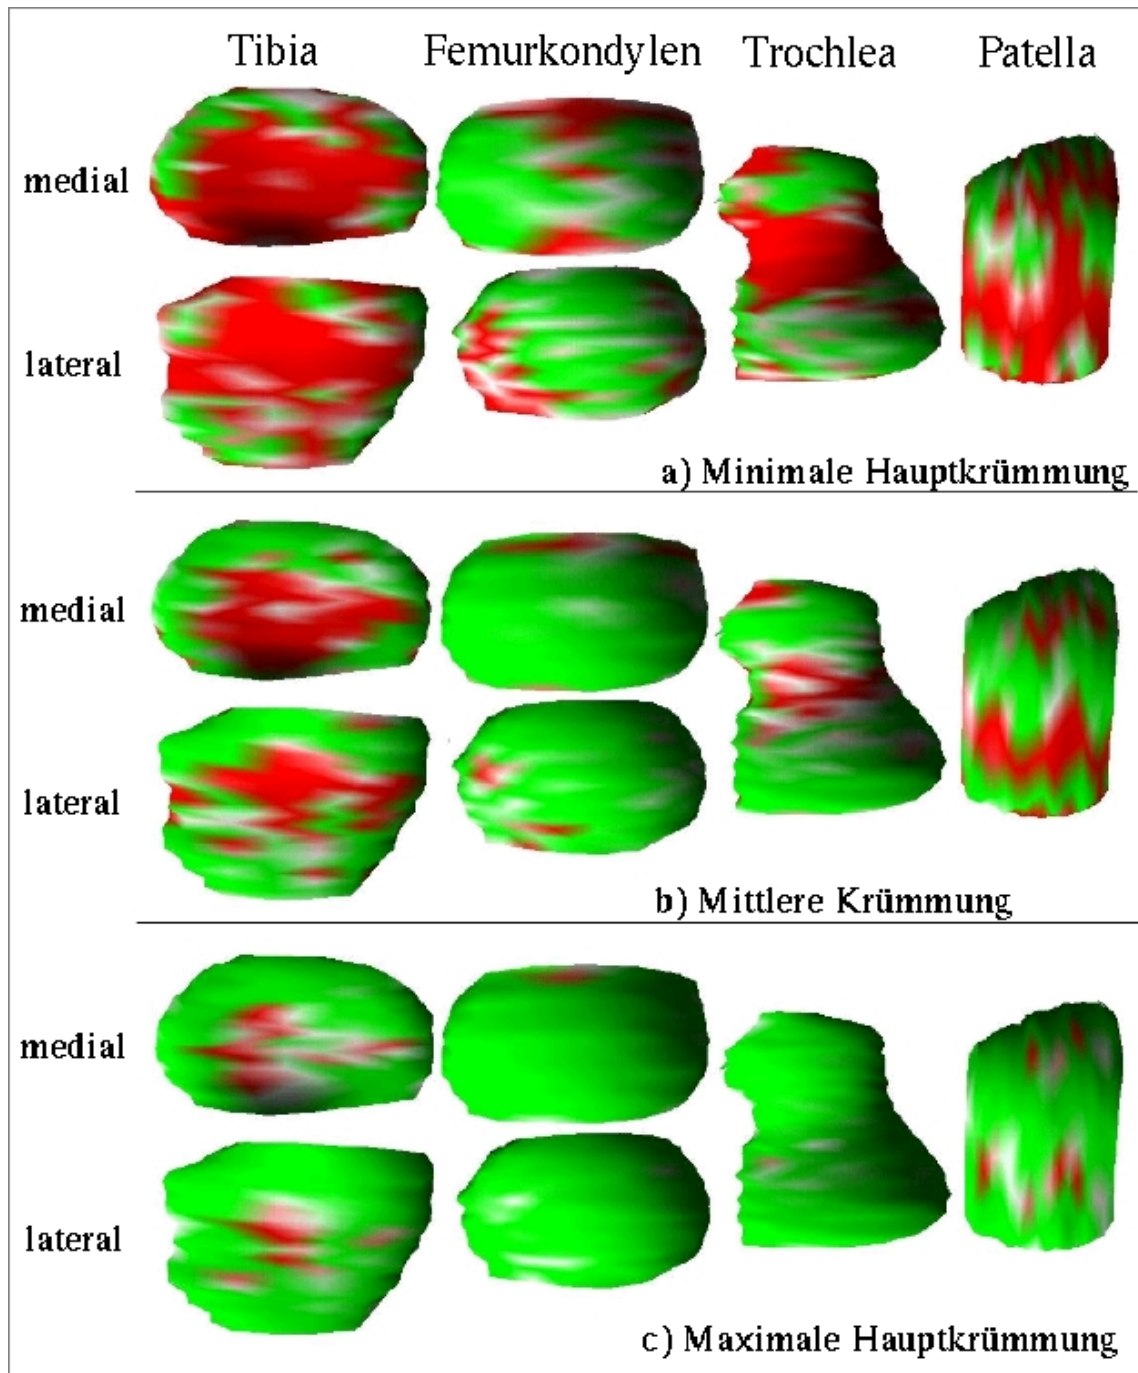 Tibia Femurkondylen Trochlea Patella
medial
lateral
a) Minimale Hauptkrümmung
medial
lateral
b) Mittlere Krümmung
medial
lateral
c) Maximale Hauptkrümmung